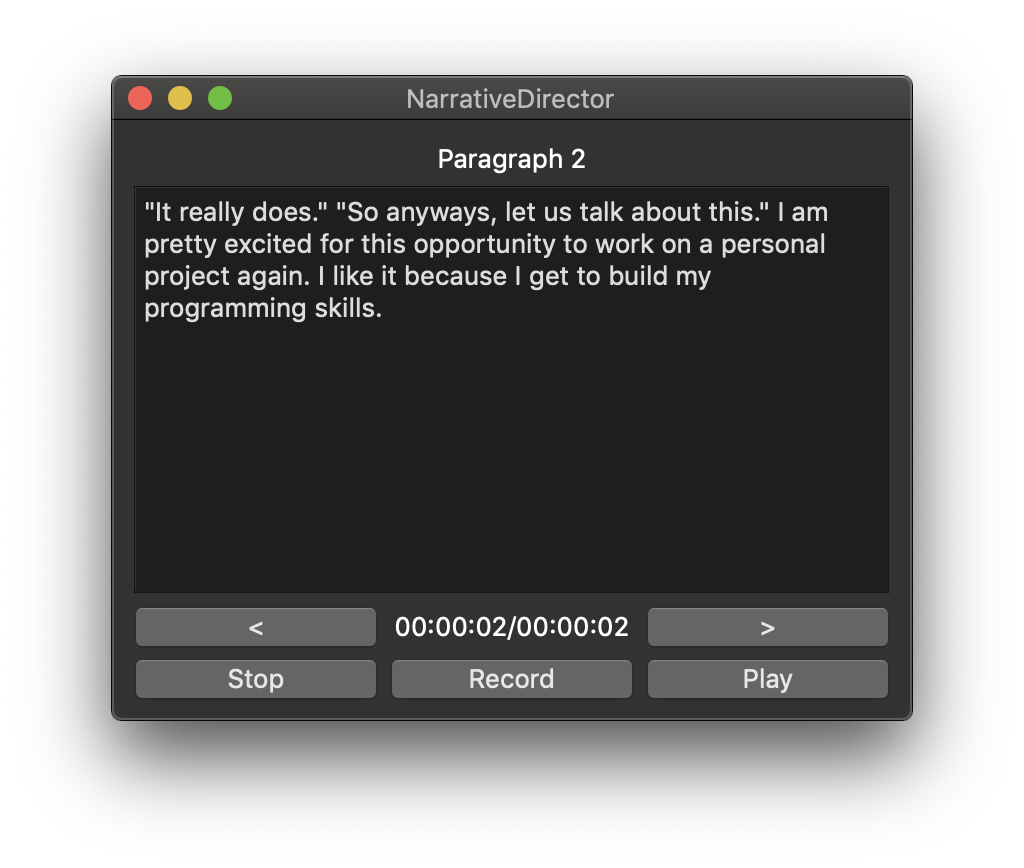 NarrativeDirector
Paragraph 2
"It really does." "So anyways, let us talk about this." I am
pretty excited for this opportunity to work on a personal
project again. I like it because I get to build my
programming skills.
< 00:00:02/00:00:02 >
Stop Record Play